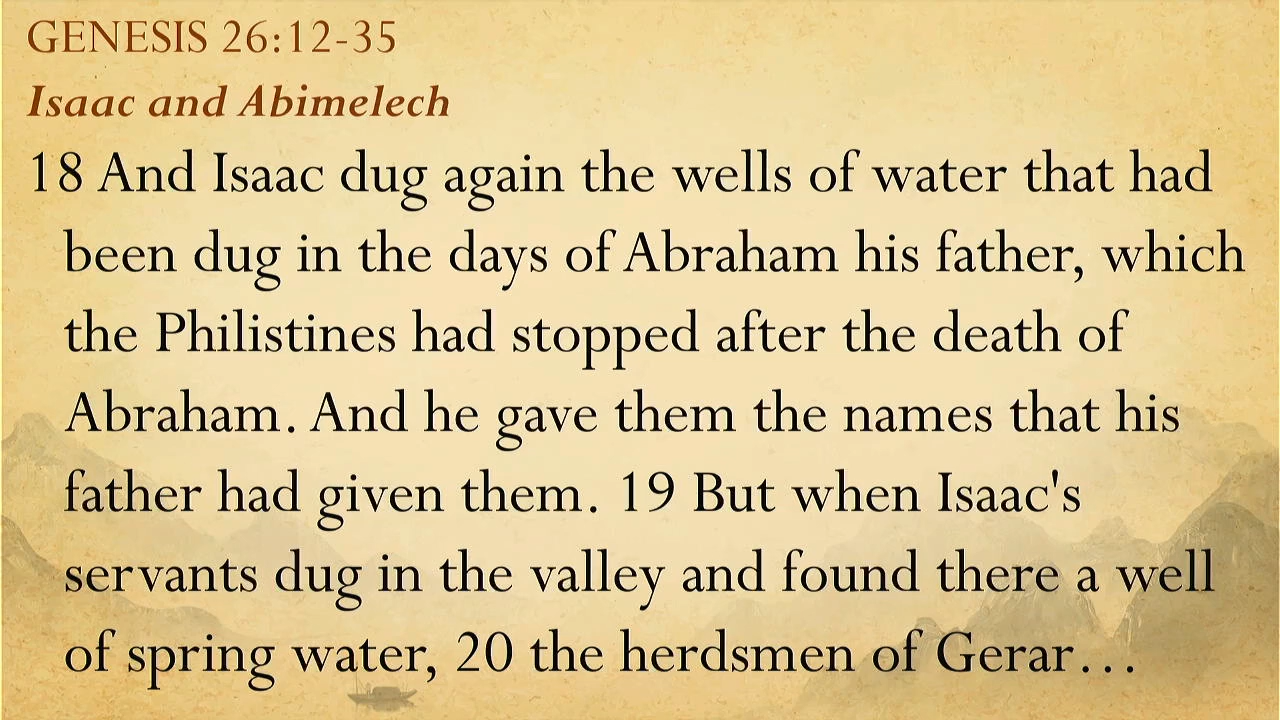 GENESIS 26:12-35
Isaac and Abimelech
18 And Isaac dug again the wells of water that had
been dug in the days of Abraham his father, which
the Philistines had stopped after the death of
Abraham. And he gave them the names that his
father had given them. 19 But when Isaac's
servants dug in the valley and found there a well
of spring water, 20 the herdsmen of Gerar…